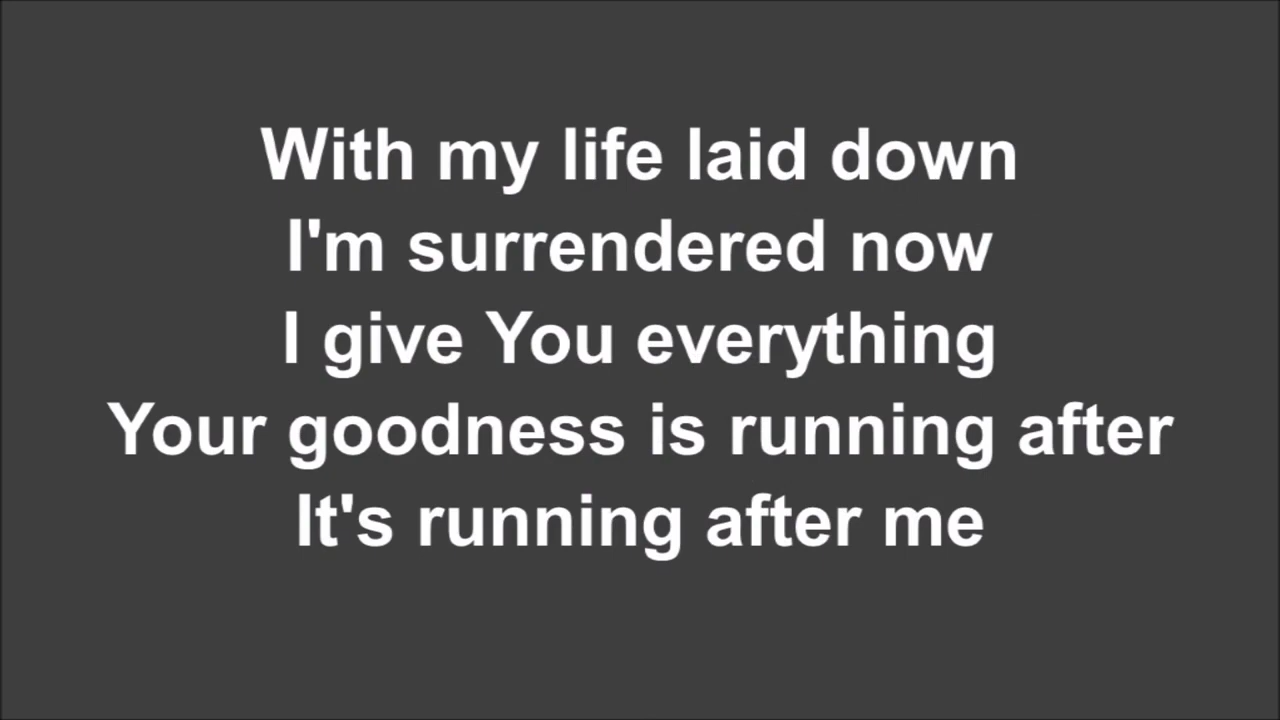 With my life laid down
I'm surrendered now
I give You everything
Your goodness is running after
It's running after me